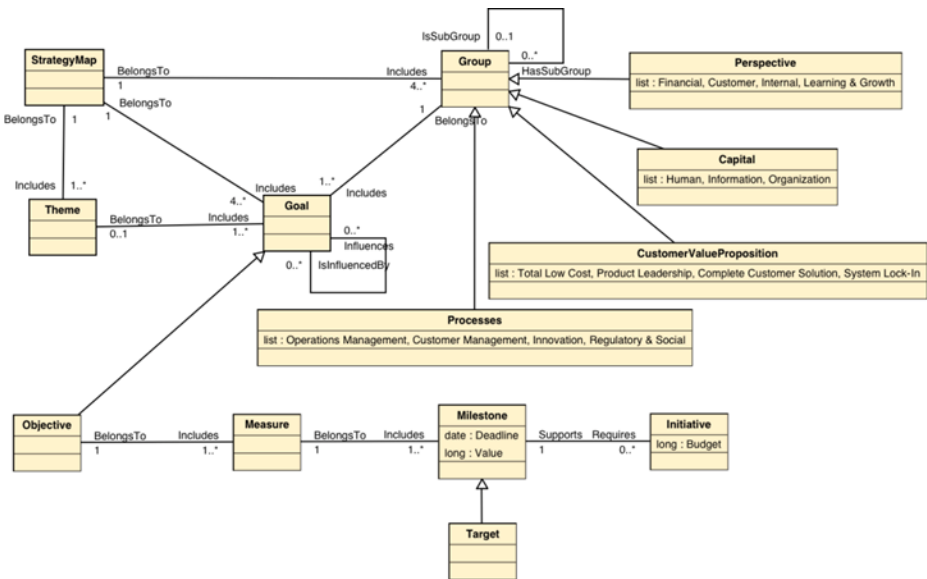 IsSubGroup
0..1
0..*
HasSubGroup
StrategyMap
BelongsTo
1
Includes
4..*
Group
Perspective
list : Financial, Customer, Internal, Learning & Growth
BelongsTo
1
BelongsTo
1
1
BelongsTo
Capital
list : Human, Information, Organization
Includes
1..*
Includes
4..*
1..*
Includes
Theme
BelongsTo
0..1
Includes
1..*
Goal
0..*
Influences
0..*
IsInfluencedBy
CustomerValueProposition
list : Total Low Cost, Product Leadership, Complete Customer Solution, System Lock-In
Processes
list : Operations Management, Customer Management, Innovation, Regulatory & Social
Objective
BelongsTo
1
Includes
1..*
Measure
BelongsTo
1
Includes
1..*
Milestone
date : Deadline
long : Value
Supports
1
Requires
0..*
Initiative
long : Budget
Target